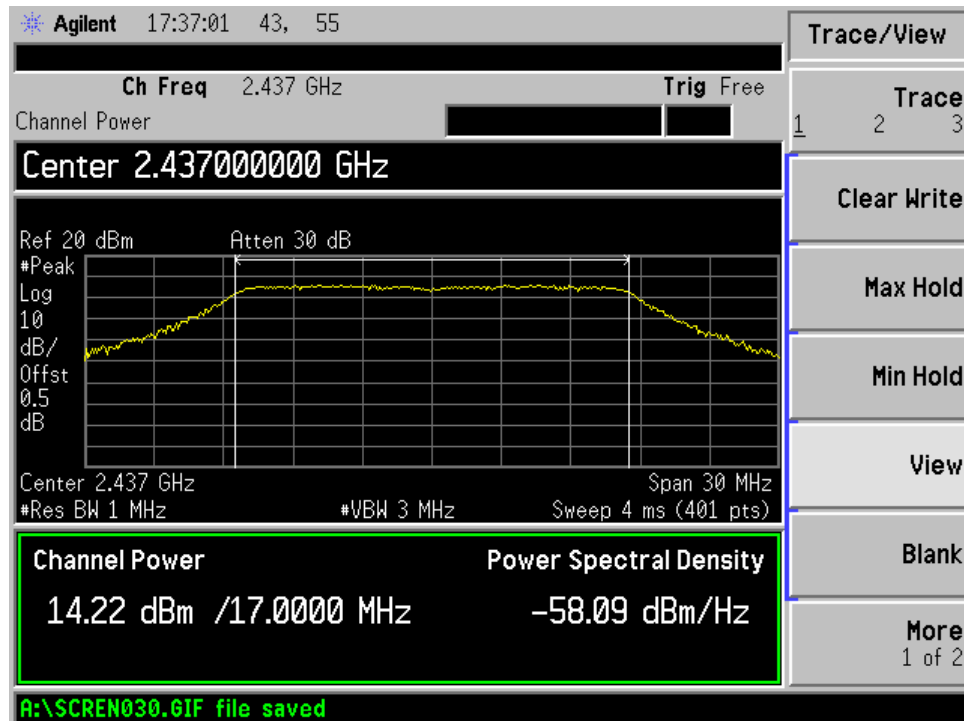 Agilent 17:37:01 43, 55
Trace/View
Ch Freq 2.437 GHz Trig Free
Channel Power
Trace
1 2 3
Center 2.437000000 GHz
Clear Write
Ref 20 dBm Atten 30 dB
#Peak
Log
10
dB/
Offst
0.5
dB
Max Hold
Min Hold
Center 2.437 GHz Span 30 MHz
#Res BW 1 MHz #VBW 3 MHz Sweep 4 ms (401 pts)
View
Channel Power Power Spectral Density
14.22 dBm /17.0000 MHz -58.09 dBm/Hz
Blank
More
1 of 2
A:\SCREN030.GIF file saved